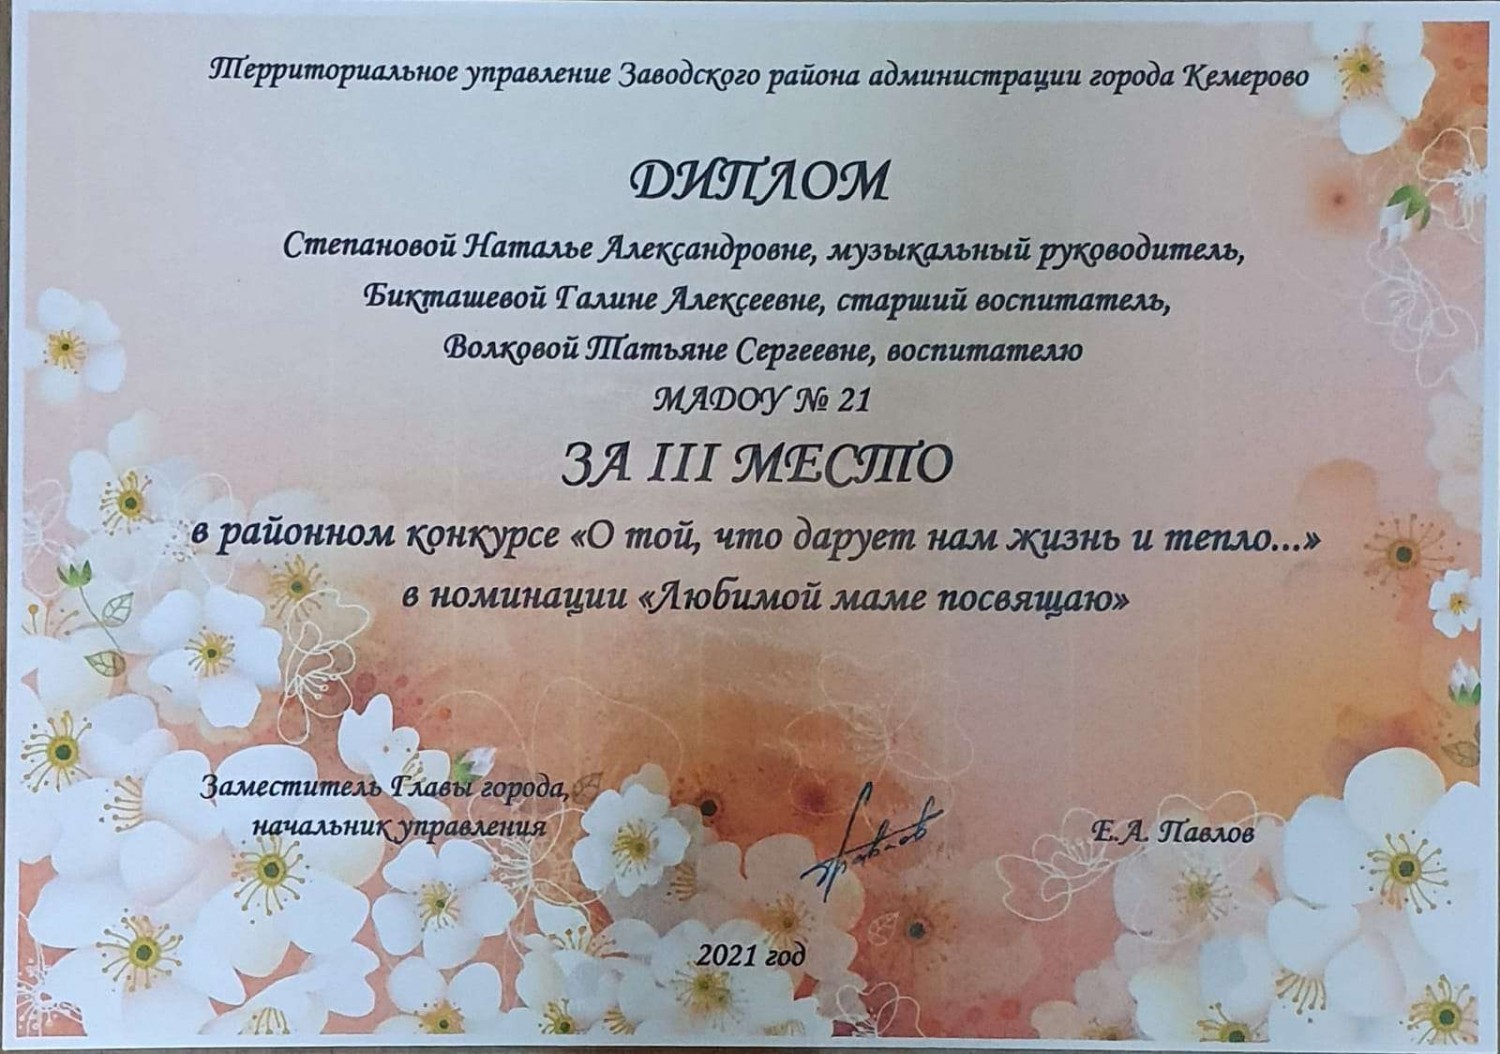 Территориальное управление Заводского района администрации города Кемерово
ДИПЛОМ
Степановой Наталье Александровне, музыкальный руководитель,
Бикташевой Галине Алексеевне, старший воспитатель,
Волковой Татьяне Сергеевне, воспитателю
МАДОУ № 21
ЗА III МЕСТО
в районном конкурсе «О той, что дарует нам жизнь и тепло...»
в номинации «Любимой маме посвящаю»
Заместитель Главы города,
начальник управления
Павлов
Е.А. Павлов
2021 год